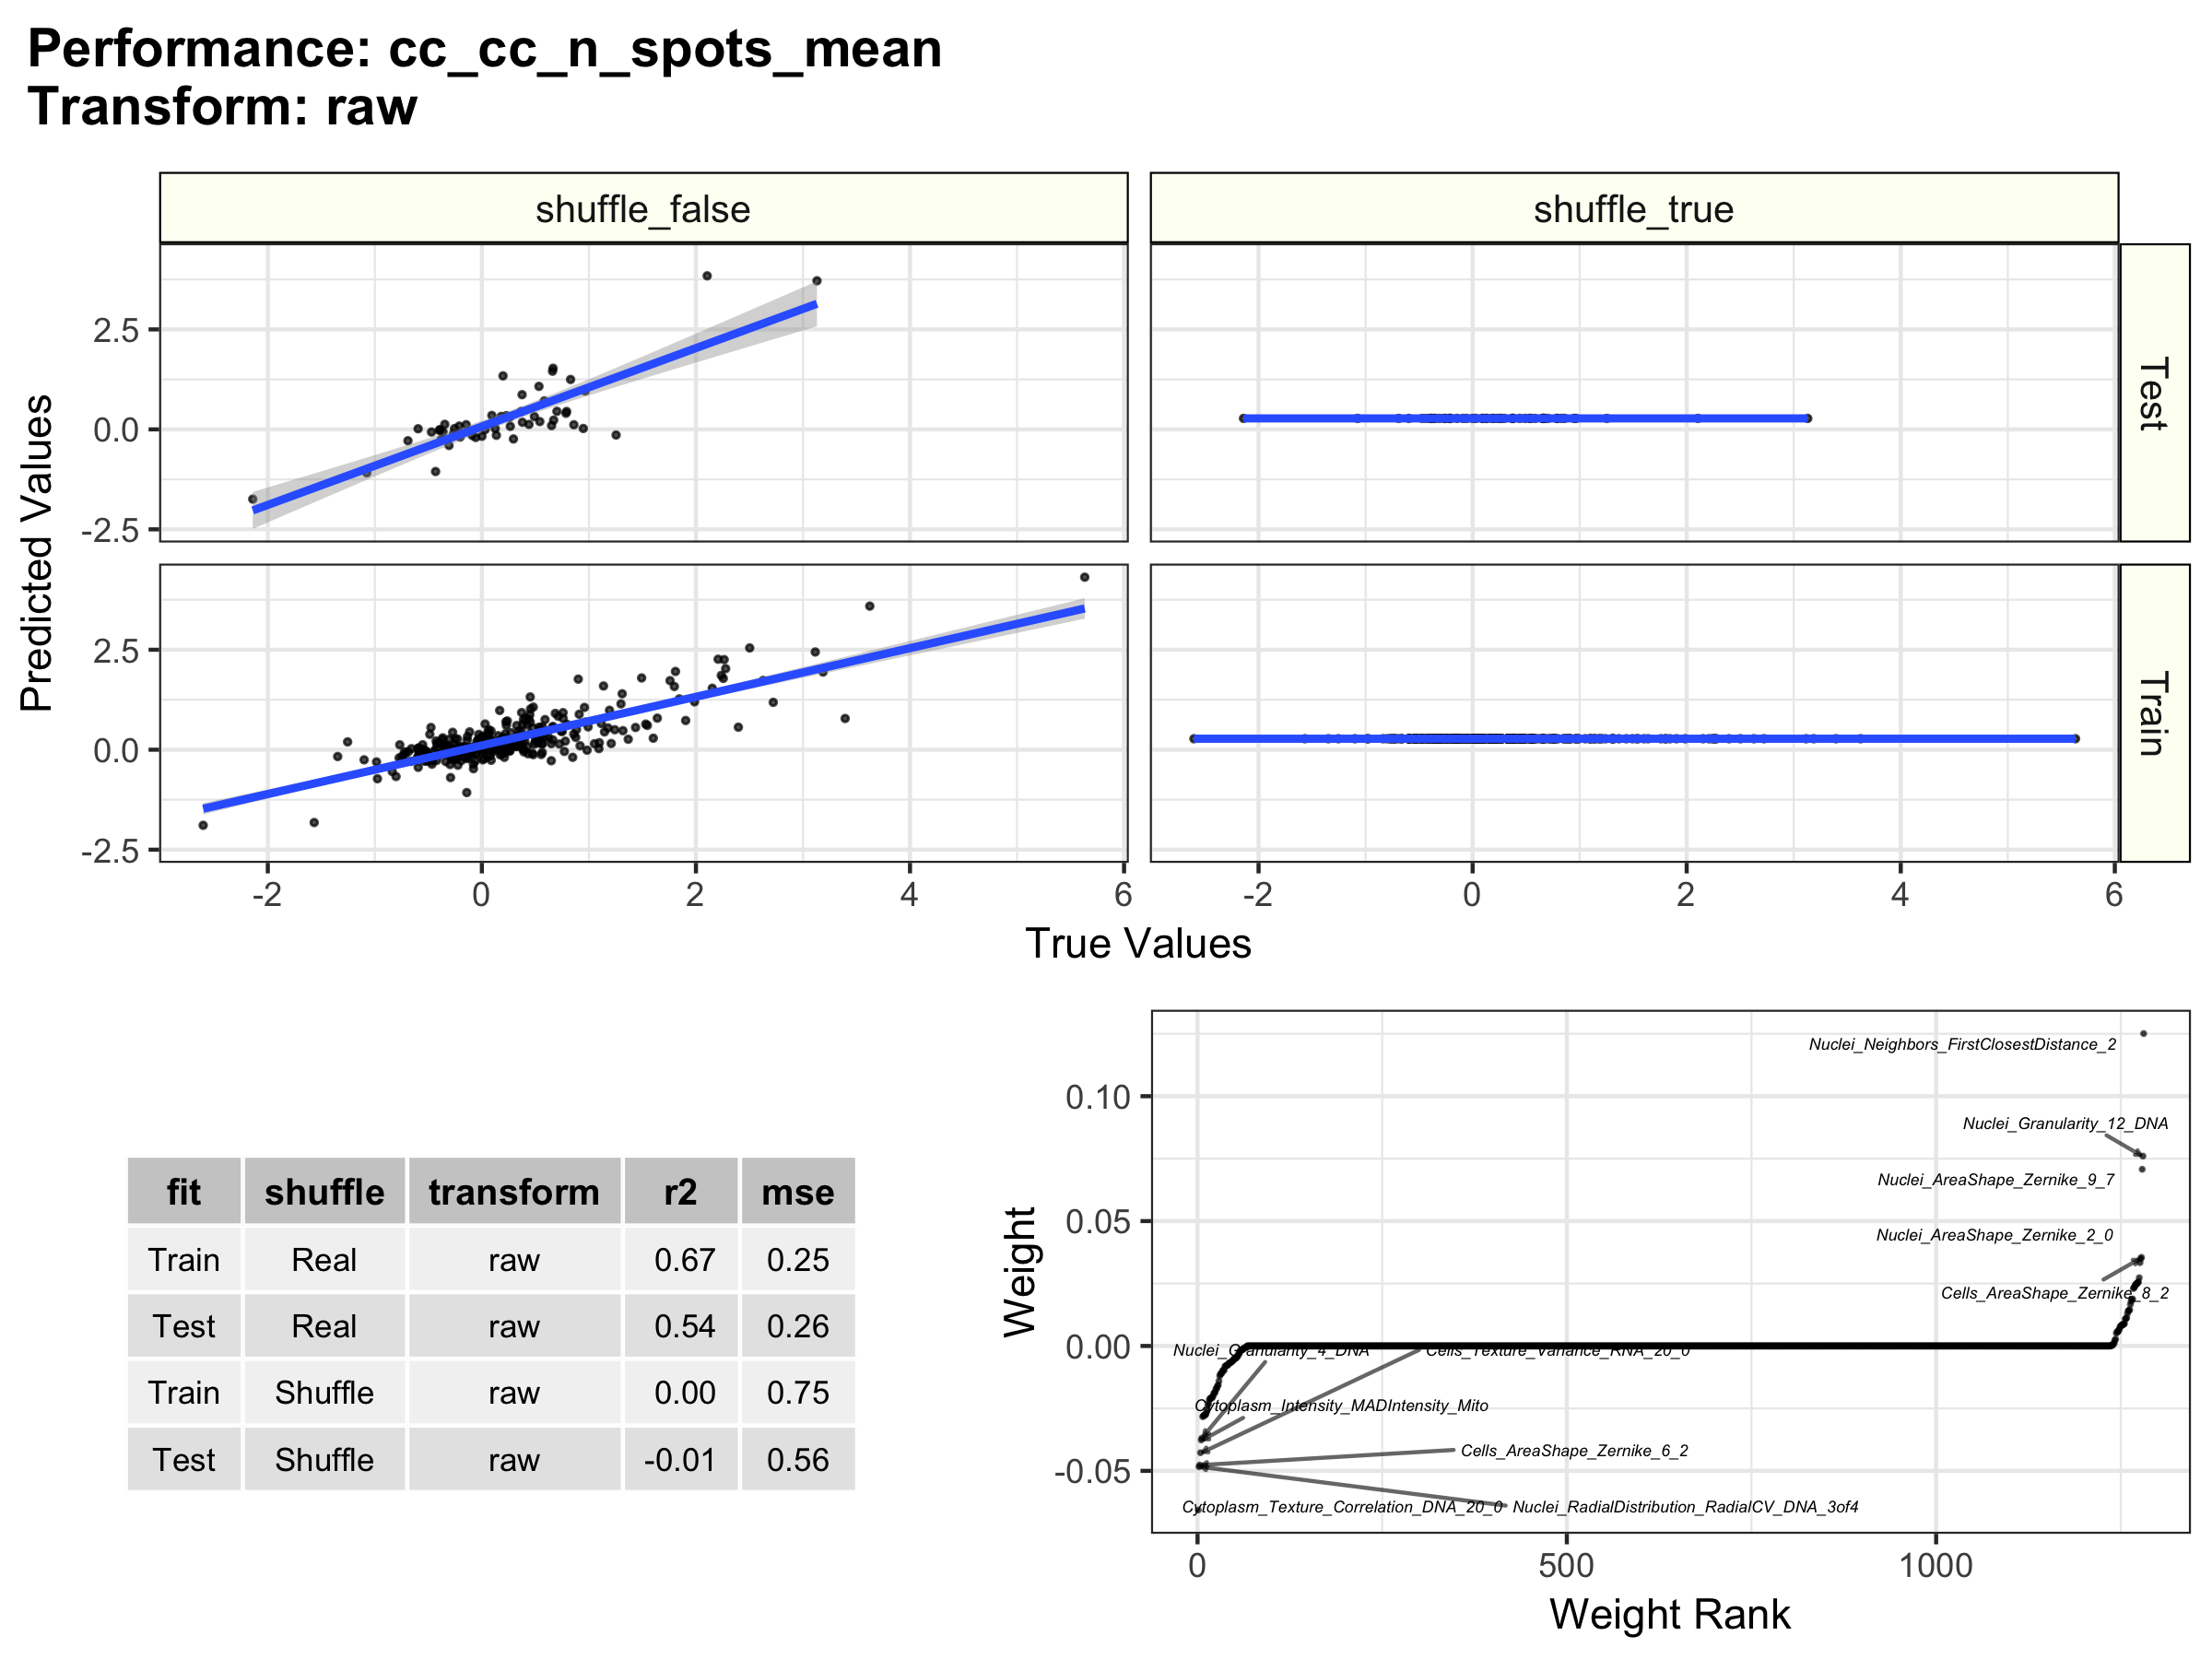 Performance: cc_cc_n_spots_mean
Transform: raw
shuffle_false
shuffle_true
2.5
0.0
-2.5
Test
2.5
0.0
-2.5
Train
Predicted Values
-2 0 2 4 6
-2 0 2 4 6
True Values
fit shuffle transform r2 mse
Train Real raw 0.67 0.25
Test Real raw 0.54 0.26
Train Shuffle raw 0.00 0.75
Test Shuffle raw -0.01 0.56
Weight
0.10
0.05
0.00
-0.05
Nuclei_Neighbors_FirstClosestDistance_2
Nuclei_Granularity_12_DNA
Nuclei_AreaShape_Zernike_9_7
Nuclei_AreaShape_Zernike_2_0
Cells_AreaShape_Zernike_8_2
Nuclei_Granularity_4_DNA
Cells_Texture_Variance_RNA_20_0
Cytoplasm_Intensity_MADIntensity_Mito
Cells_AreaShape_Zernike_6_2
Cytoplasm_Texture_Correlation_DNA_20_0
Nuclei_RadialDistribution_RadialCV_DNA_3of4
0 500 1000
Weight Rank